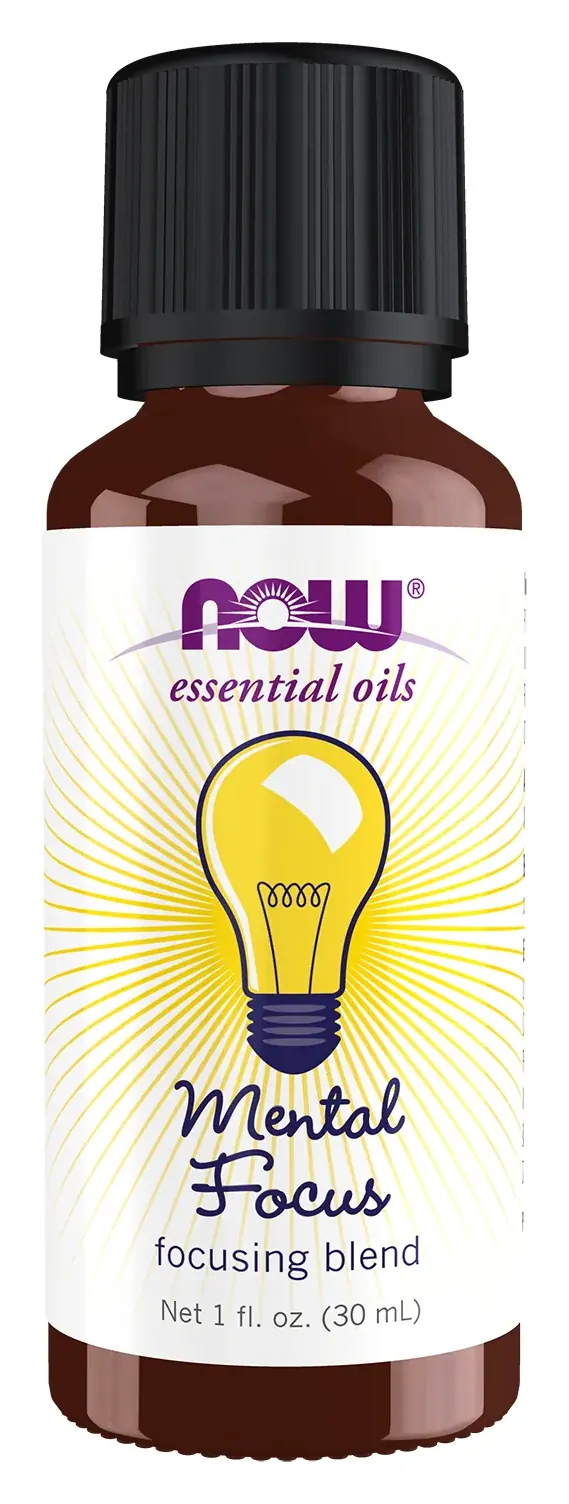 NOW®
essential oils
Mental
Focus
focusing blend
Net 1 fl. oz. (30 mL)